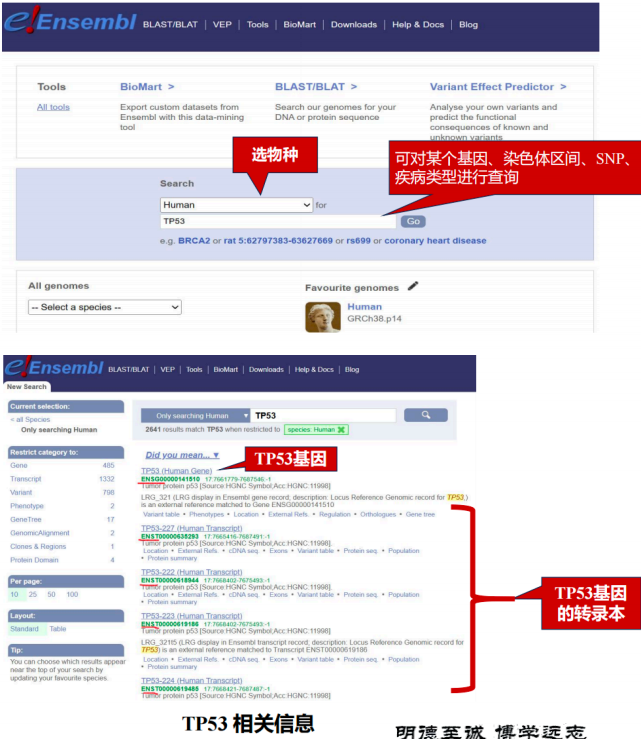 e!Ensembl BLAST/BLAT | VEP | Tools | BioMart | Downloads | Help & Docs | Blog
Tools
BioMart >
BLAST/BLAT >
Variant Effect Predictor >
All tools
Export custom datasets from
Ensembl with this data-mining
tool
Search our genomes for your
DNA or protein sequence
Analyse your own variants and
predict the functional
consequences of known and
unknown variants
选物种
可对某个基因、染色体区间、SNP、
疾病类型进行查询
Search
Human for
TP53 Go
e.g. BRCA2 or rat 5:62797383-63627669 or rs699 or coronary heart disease
All genomes
-- Select a species --
Favourite genomes
Human
GRCh38.p14
e!Ensembl BLAST/BLAT | VEP | Tools | BioMart | Downloads | Help & Docs | Blog
New Search
Current selection:
< all Species
Only searching Human
Restrict category to:
Gene 485
Transcript 1332
Variant 798
Phenotype 2
GeneTree 17
GenomicAlignment 2
Clones & Regions 1
Protein Domain 4
Per page:
10 25 50 100
Layout:
Standard Table
Tip:
You can choose which results appear
near the top of your search by
updating your favourite species.
Only searching Human ▼ TP53
2641 results match TP53 when restricted to species: Human
Did you mean... ▼
TP53基因
TP53 (Human Gene)
ENSG00000141510 17:7661779-7687546:-1
Tumor protein p53 [Source:HGNC Symbol;Acc:HGNC:11998]
LRG_321 (LRG display in Ensembl gene record; description: Locus Reference Genomic record for TP53,)
is an external reference matched to Gene ENSG00000141510
Variant table • Phenotypes • Location • External Refs. • Regulation • Orthologues • Gene tree
TP53-227 (Human Transcript)
ENST00000635293 17:7665416-7687491:-1
Tumor protein p53 [Source:HGNC Symbol;Acc:HGNC:11998]
Location • External Refs. • cDNA seq. • Exons • Variant table • Protein seq. • Population
• Protein summary
TP53-222 (Human Transcript)
ENST00000618944 17:7668402-7675493:-1
Tumor protein p53 [Source:HGNC Symbol;Acc:HGNC:11998]
Location • External Refs. • cDNA seq. • Exons • Variant table • Protein seq. • Population
• Protein summary
TP53-223 (Human Transcript)
ENST00000619186 17:7668402-7675493:-1
Tumor protein p53 [Source:HGNC Symbol;Acc:HGNC:11998]
LRG_321t5 (LRG display in Ensembl transcript record; description: Locus Reference Genomic record for
TP53) is an external reference matched to Transcript ENST00000619186
Location • External Refs. • cDNA seq. • Exons • Variant table • Protein seq. • Population
• Protein summary
TP53-224 (Human Transcript)
ENST00000619485 17:7668421-7687487:-1
Tumor protein p53 [Source:HGNC Symbol;Acc:HGNC:11998]
TP53基因
的转录本
TP53 相关信息
明德至诚 博学远志